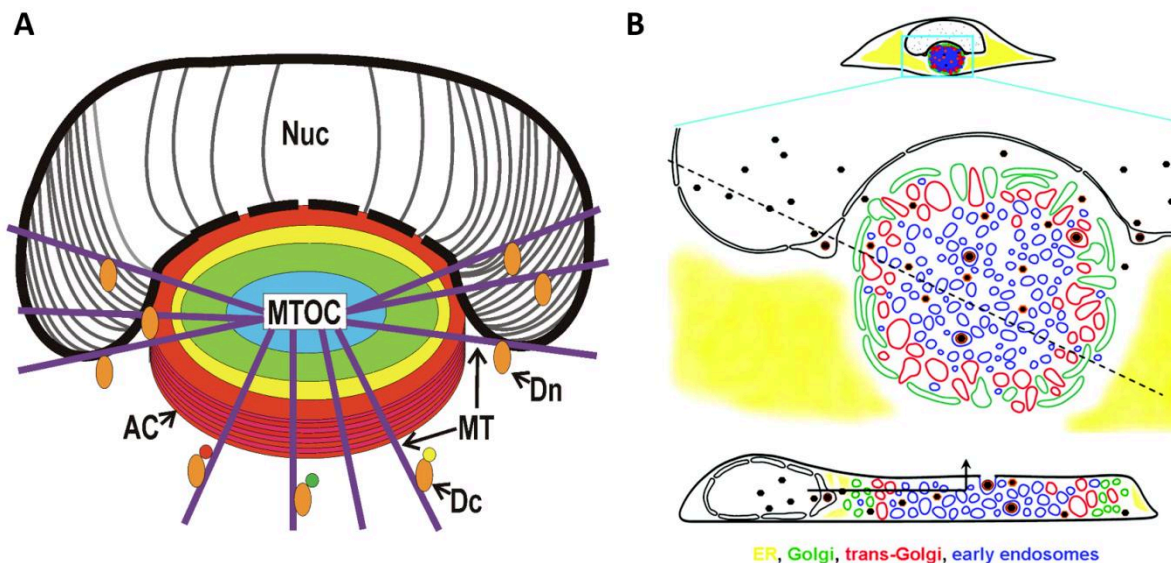 A
B
Nuc
MTOC
Dn
AC
MT
Dc
ER, Golgi, trans-Golgi, early endosomes